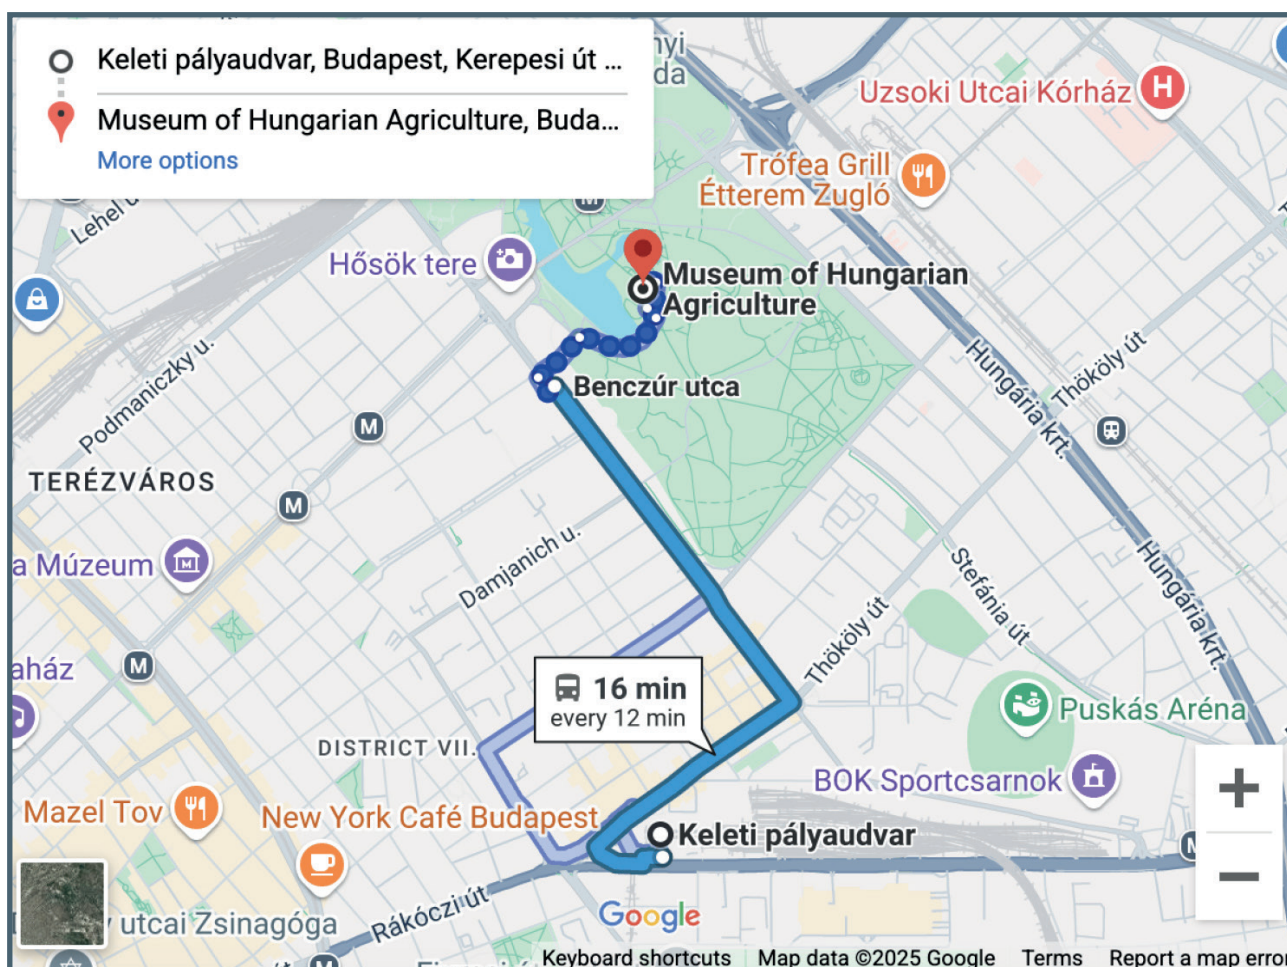 Keleti pályaudvar, Budapest, Kerepesi út ...
Museum of Hungarian Agriculture, Buda...
More options
Uzsoki Utcai Kórház
H
Trófea Grill
Étterem Zugló
Lehel
M
Hősök tere
Museum of Hungarian
Agriculture
Podmaniczky u.
Benczúr utca
Hungária krt.
Thököly út
M
TERÉZVÁROS
M
a Múzeum
Damjanich u.
Stefánia út
Hungária krt.
Thököly út
M
16 min
every 12 min
Puskás Aréna
DISTRICT VII.
BOK Sportcsarnok
Mazel Tov
New York Café Budapest
Keleti pályaudvar
+
−
utcai Zsinagóga
Rákóczi út
Google
M
Keyboard shortcuts
Map data ©2025 Google
Terms
Report a map erro